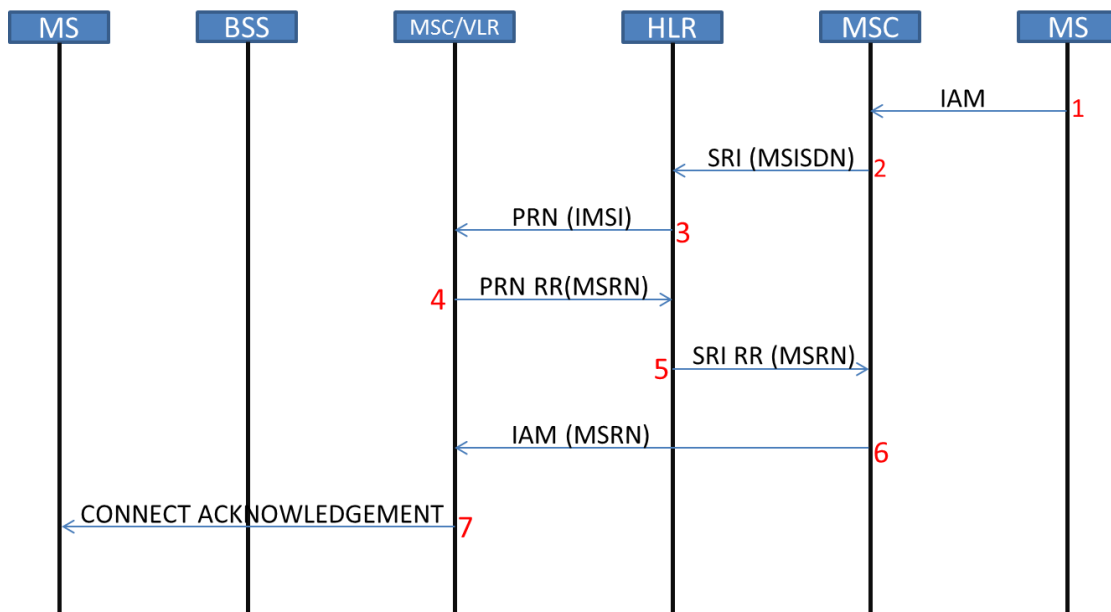 MS BSS MSC/VLR HLR MSC MS
IAM 1
SRI (MSISDN) 2
PRN (IMSI) 3
4 PRN RR(MSRN)
5 SRI RR (MSRN)
IAM (MSRN) 6
CONNECT ACKNOWLEDGEMENT 7